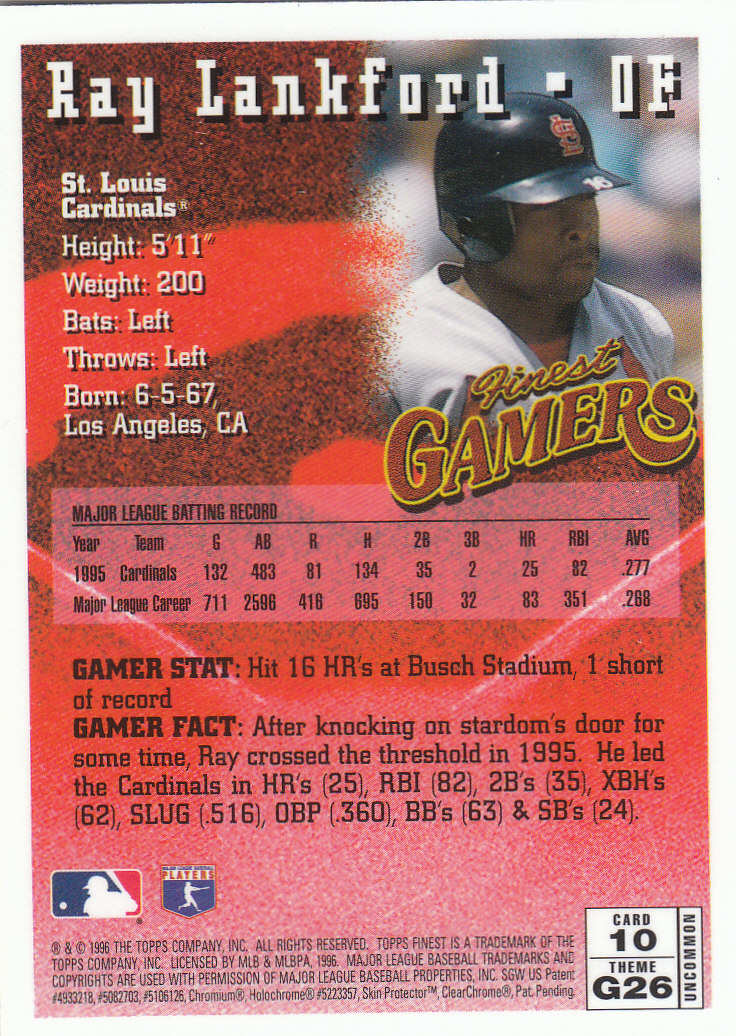 Ray Lankford - OF
St. Louis
Cardinals®
Height: 5'11"
Weight: 200
Bats: Left
Throws: Left
Born: 6-5-67,
Los Angeles, CA
Finest
GAMERS
MAJOR LEAGUE BATTING RECORD
Year Team G AB R H 2B 3B HR RBI AVG
1995 Cardinals 132 483 81 134 35 2 25 82 .277
Major League Career 711 2596 416 695 150 32 83 351 .268
GAMER STAT: Hit 16 HR's at Busch Stadium, 1 short
of record
GAMER FACT: After knocking on stardom's door for
some time, Ray crossed the threshold in 1995. He led
the Cardinals in HR's (25), RBI (82), 2B's (35), XBH's
(62), SLUG (.516), OBP (.360), BB's (63) & SB's (24).
MAJOR LEAGUE BASEBALL
PLAYERS
® & © 1996 THE TOPPS COMPANY, INC. ALL RIGHTS RESERVED. TOPPS FINEST IS A TRADEMARK OF THE
TOPPS COMPANY, INC. LICENSED BY MLB & MLBPA, 1996. MAJOR LEAGUE BASEBALL TRADEMARKS AND
COPYRIGHTS ARE USED WITH PERMISSION OF MAJOR LEAGUE BASEBALL PROPERTIES, INC. SGW US Patent
#4933218, #5082703, #5106126, Chromium®, Holochrome® #5223357, Skin Protector™, ClearChrome®, Pat. Pending.
CARD
10
THEME
G26
UNCOMMON